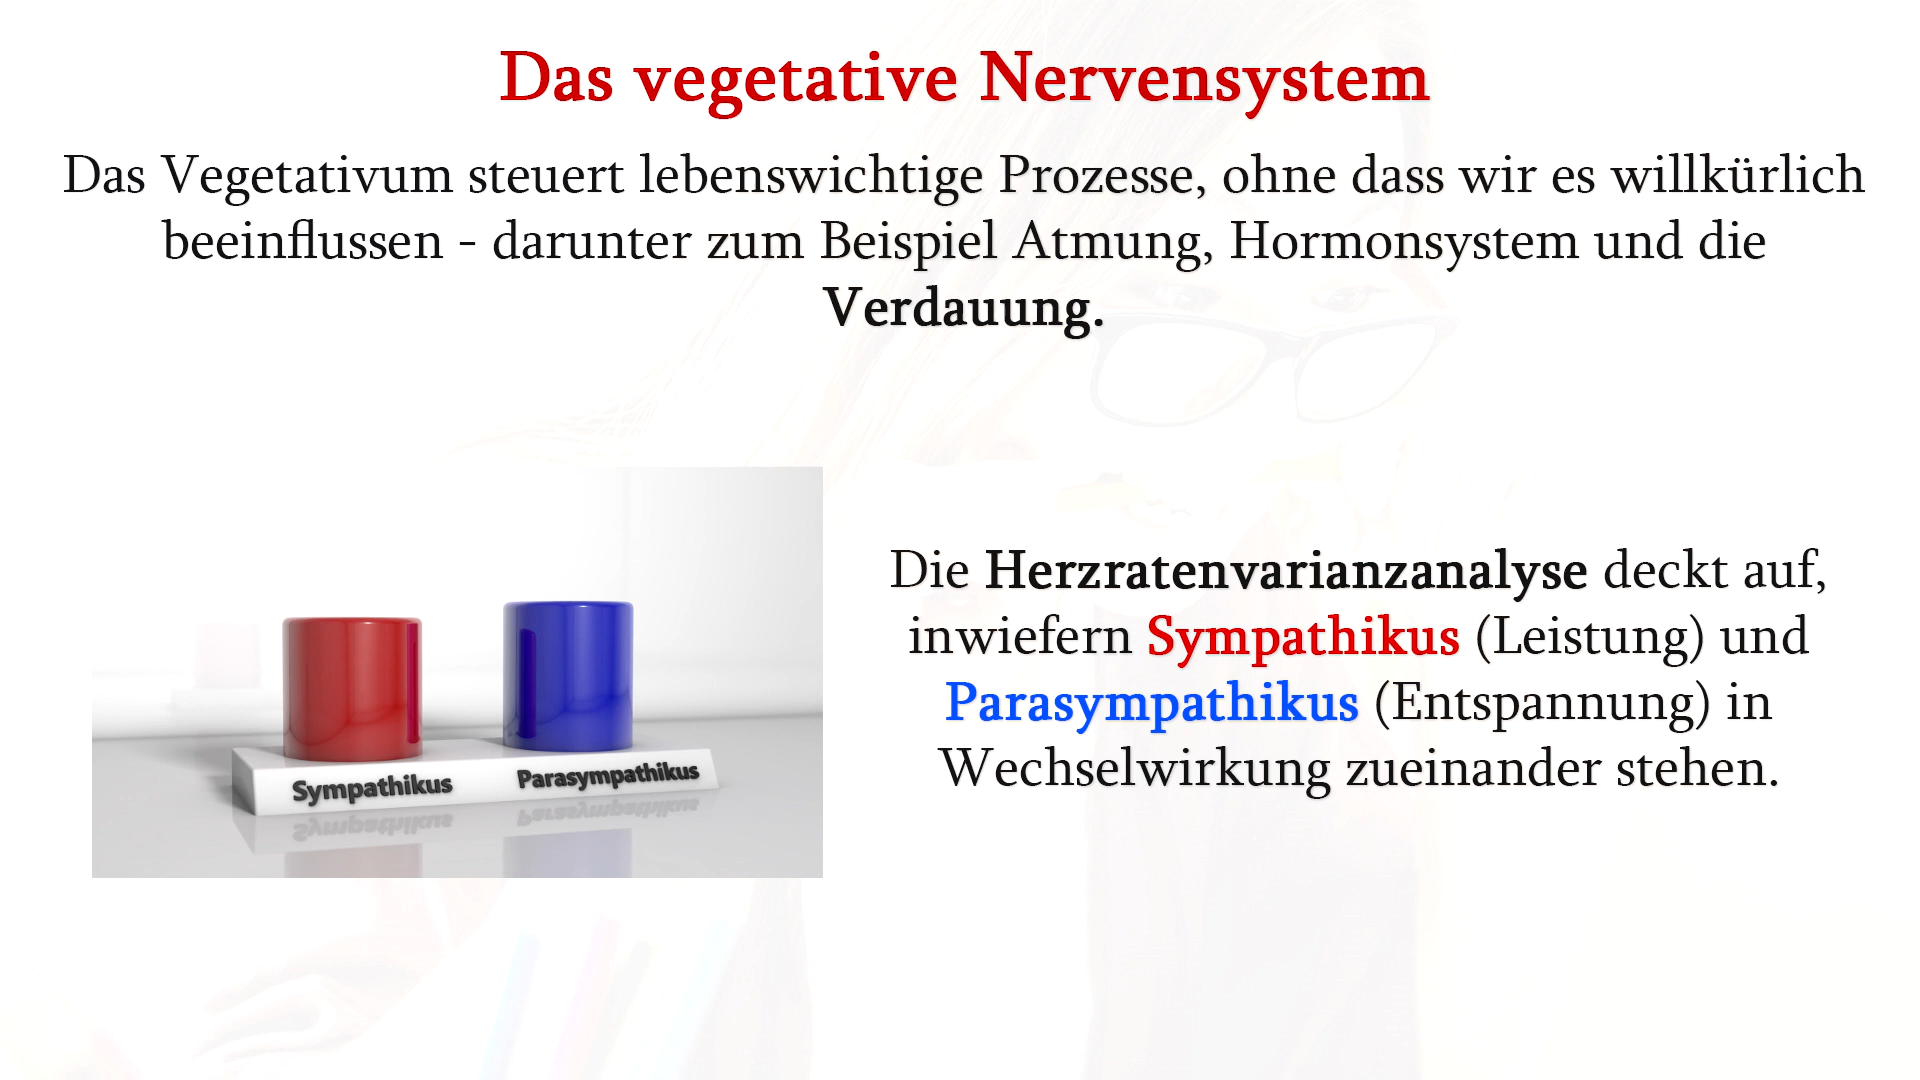 Das vegetative Nervensystem
Das Vegetativum steuert lebenswichtige Prozesse, ohne dass wir es willkürlich
beeinflussen - darunter zum Beispiel Atmung, Hormonsystem und die
Verdauung.
Die Herzratenvarianzanalyse deckt auf,
inwiefern Sympathikus (Leistung) und
Parasympathikus (Entspannung) in
Wechselwirkung zueinander stehen.
Sympathikus
Parasympathikus